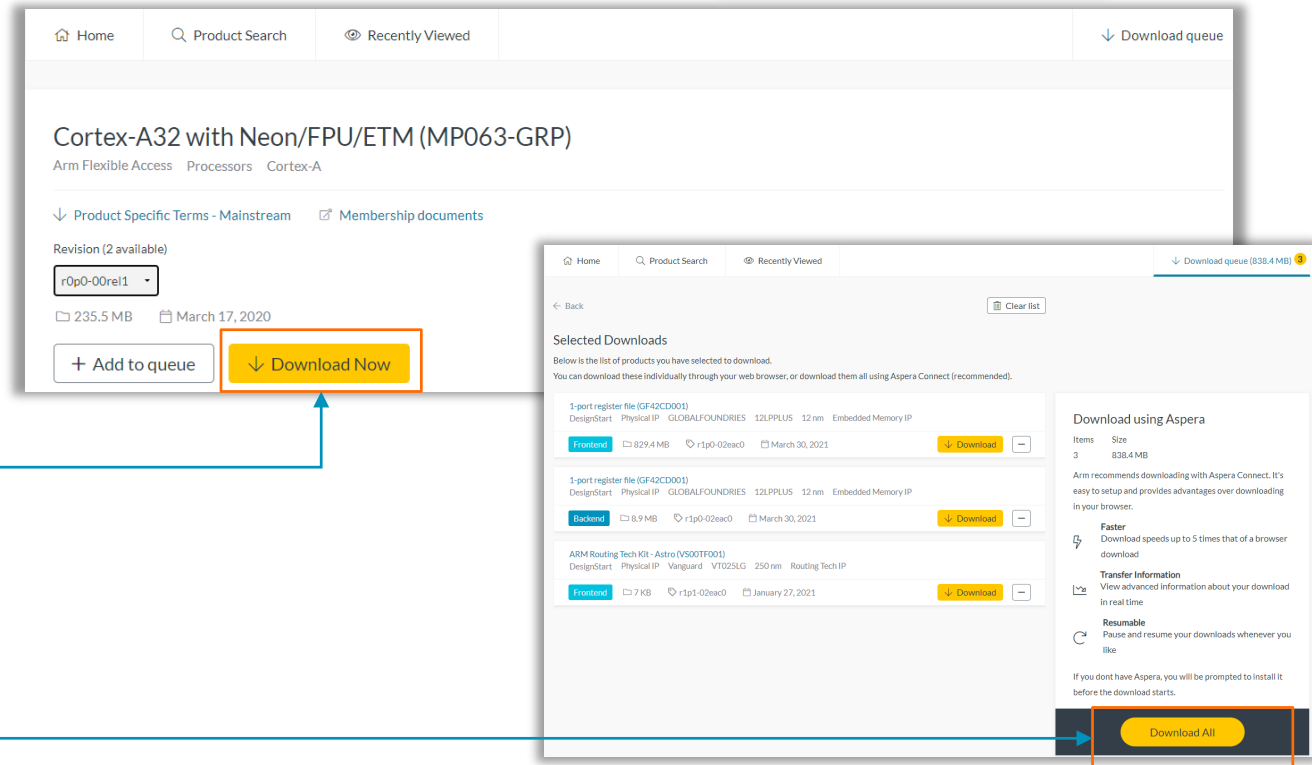 Home
Product Search
Recently Viewed
Download queue
Cortex-A32 with Neon/FPU/ETM (MP063-GRP)
Arm Flexible Access Processors Cortex-A
Product Specific Terms - Mainstream
Membership documents
Revision (2 available)
r0p0-00rel1
235.5 MB
March 17, 2020
+ Add to queue
Download Now
Home
Product Search
Recently Viewed
Download queue (838.4 MB) 3
Back
Clear list
Selected Downloads
Below is the list of products you have selected to download.
You can download these individually through your web browser, or download them all using Aspera Connect (recommended).
1-port register file (GF42CD001)
DesignStart Physical IP GLOBALFOUNDRIES 12LPPLUS 12 nm Embedded Memory IP
Frontend 829.4 MB r1p0-02eac0 March 30, 2021 Download
1-port register file (GF42CD001)
DesignStart Physical IP GLOBALFOUNDRIES 12LPPLUS 12 nm Embedded Memory IP
Backend 8.9 MB r1p0-02eac0 March 30, 2021 Download
ARM Routing Tech Kit - Astro (VS00TF001)
DesignStart Physical IP Vanguard VT025LG 250 nm Routing Tech IP
Frontend 7 KB r1p1-02eac0 January 27, 2021 Download
Download using Aspera
Items Size
3 838.4 MB
Arm recommends downloading with Aspera Connect. It's
easy to setup and provides advantages over downloading
in your browser.
Faster
Download speeds up to 5 times that of a browser
download
Transfer Information
View advanced information about your download
in real time
Resumable
Pause and resume your downloads whenever you
like
If you dont have Aspera, you will be prompted to install it
before the download starts.
Download All